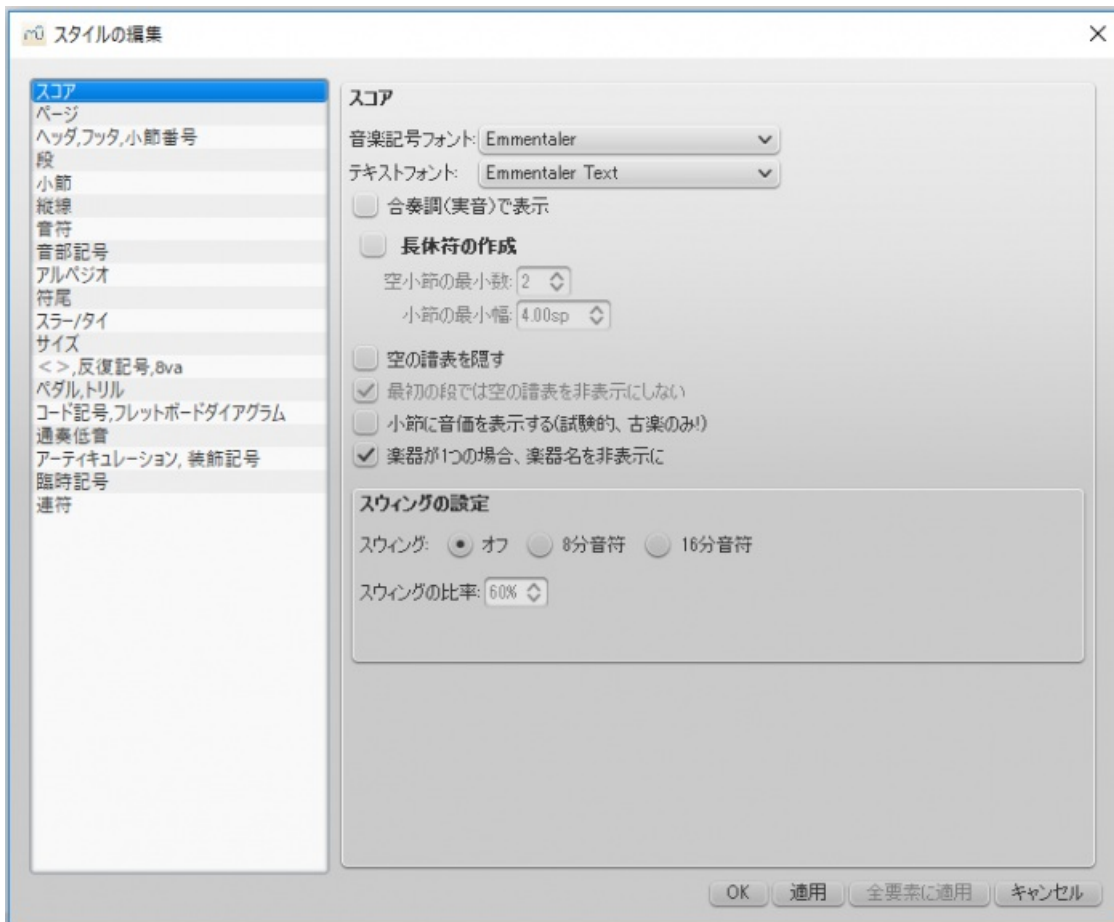 スタイルの編集
スコア
ページ
ヘッダ,フッタ,小節番号
段
小節
縦線
音符
音部記号
アルペジオ
符尾
スラー/タイ
サイズ
<>,反復記号,8va
ペダル,トリル
コード記号,フレットボードダイアグラム
通奏低音
アーティキュレーション, 装飾記号
臨時記号
連符
スコア
音楽記号フォント: Emmentaler
テキストフォント: Emmentaler Text
合奏調(実音)で表示
長休符の作成
空小節の最小数: 2
小節の最小幅: 4.00sp
空の譜表を隠す
最初の段では空の譜表を非表示にしない
小節に音価を表示する(試験的、古楽のみ!)
楽器が1つの場合、楽器名を非表示に
スウィングの設定
スウィング: オフ 8分音符 16分音符
スウィングの比率: 60%
OK 適用 全要素に適用 キャンセル